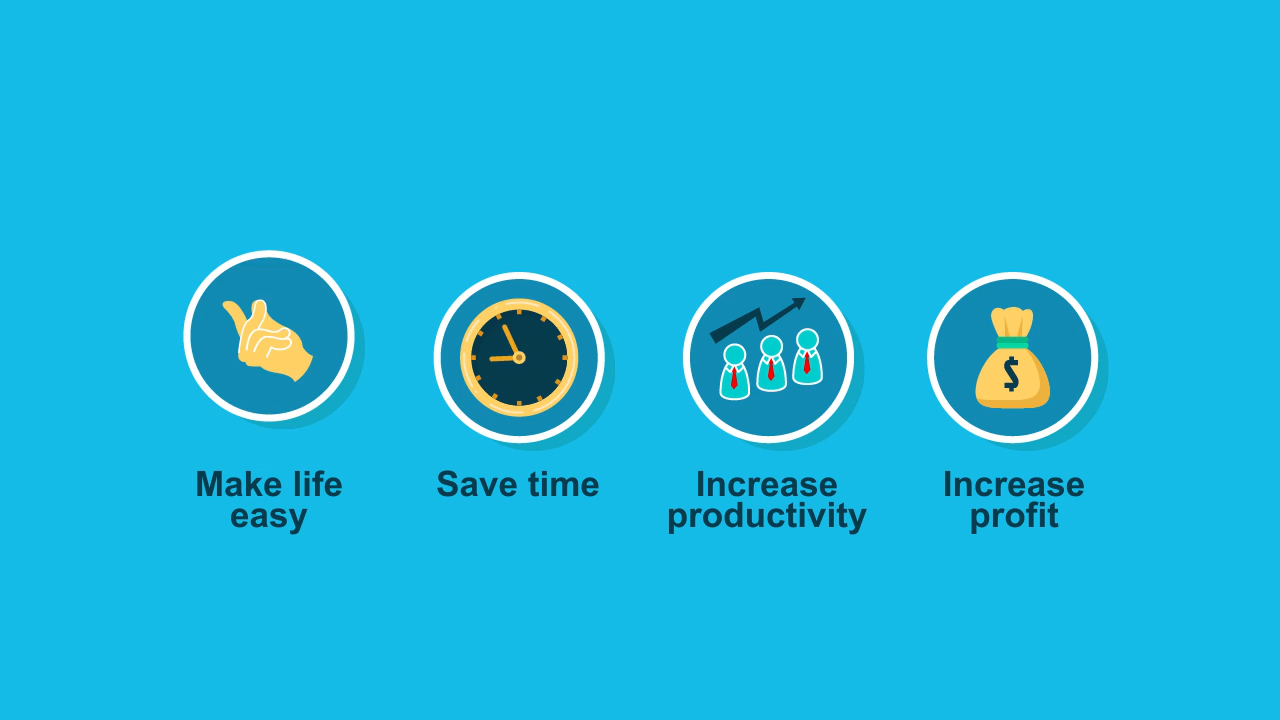 Make life
easy
Save time
Increase
productivity
Increase
profit
$